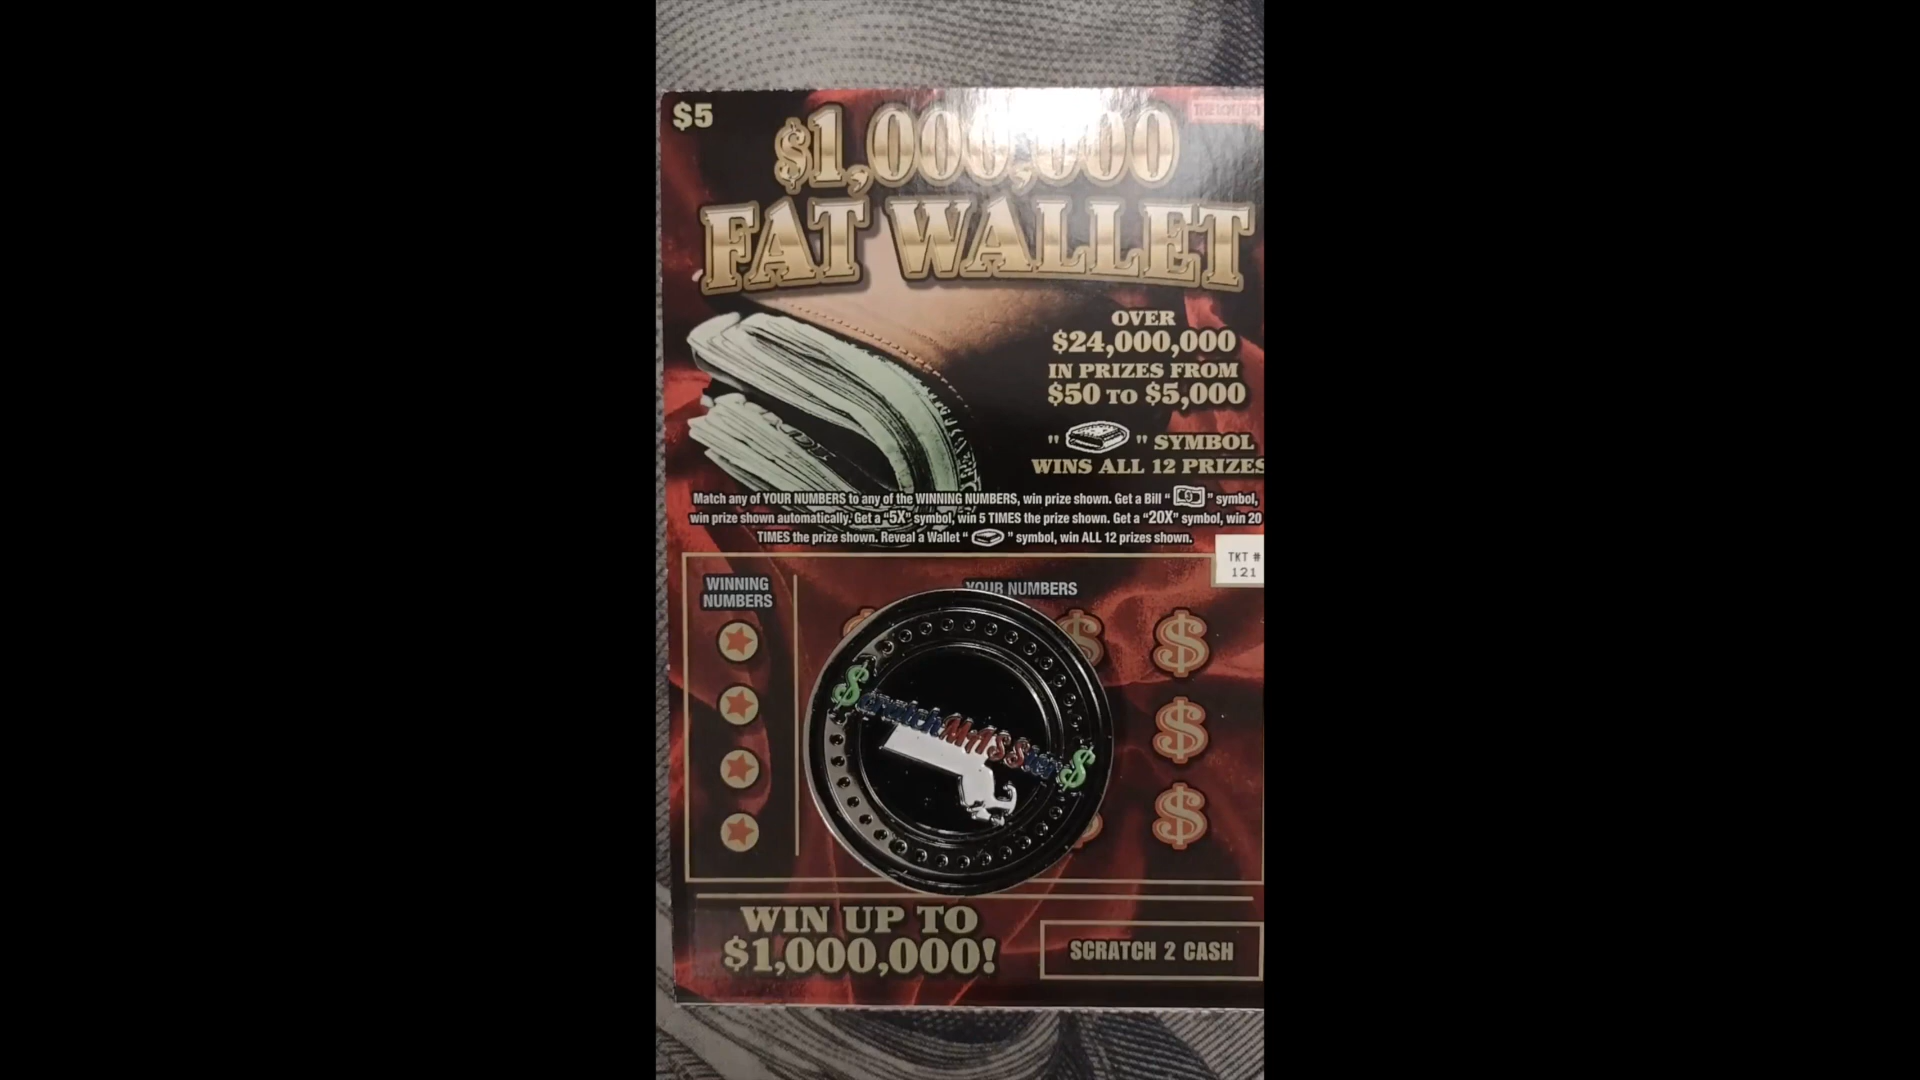 $5
THE LOTTERY
$1,000,000
FAT WALLET
OVER
$24,000,000
IN PRIZES FROM
$50 TO $5,000
" " SYMBOL
WINS ALL 12 PRIZES
Match any of YOUR NUMBERS to any of the WINNING NUMBERS, win prize shown. Get a Bill " " symbol,
win prize shown automatically. Get a "5X" symbol, win 5 TIMES the prize shown. Get a "20X" symbol, win 20
TIMES the prize shown. Reveal a Wallet " " symbol, win ALL 12 prizes shown.
TKT #
121
WINNING
NUMBERS
YOUR NUMBERS
$cratchMASSter$
WIN UP TO
$1,000,000!
SCRATCH 2 CASH